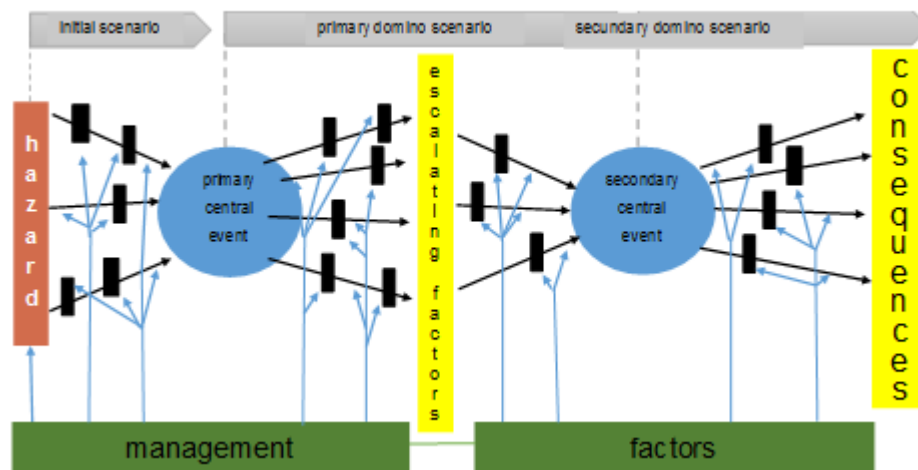 initial scenario
primary domino scenario
secundary domino scenario
hazard
primary
central
event
escalating factors
secondary
central
event
consequences
management
factors